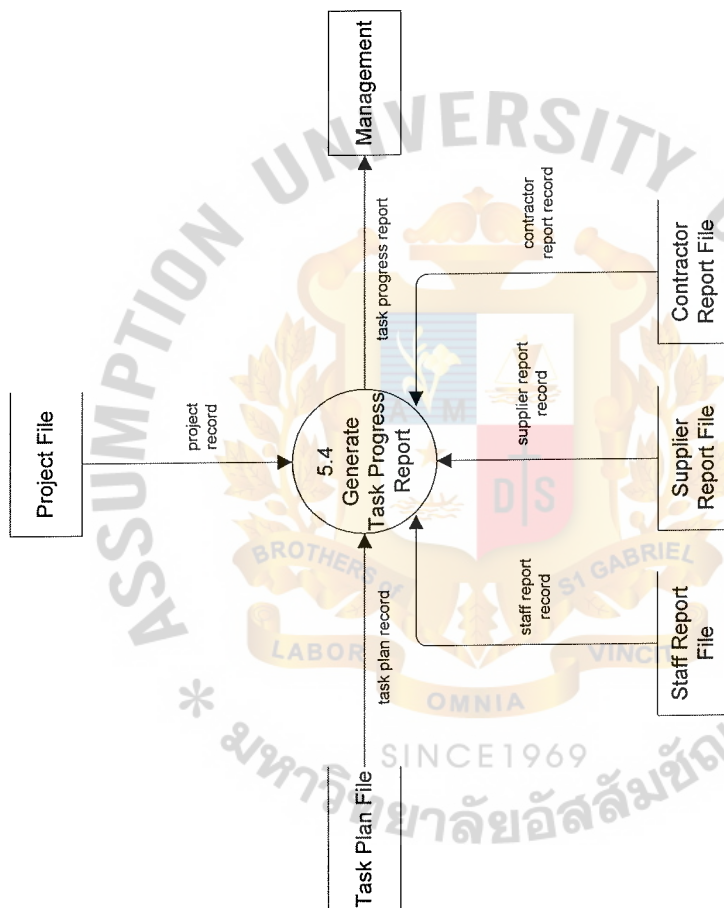 Project File
project
record
Task Plan File
task plan record
5.4
Generate
Task Progress
Report
task progress report
Management
staff report
record
supplier report
record
contractor
report record
Staff Report
File
Supplier
Report File
Contractor
Report File
ASSUMPTION UNIVERSITY
A M
D S
BROTHERS of
S1 GABRIEL
LABOR
OMNIA
VINCIT
SINCE1969
* มหาวิทยาลัยอัสสัมชัญ